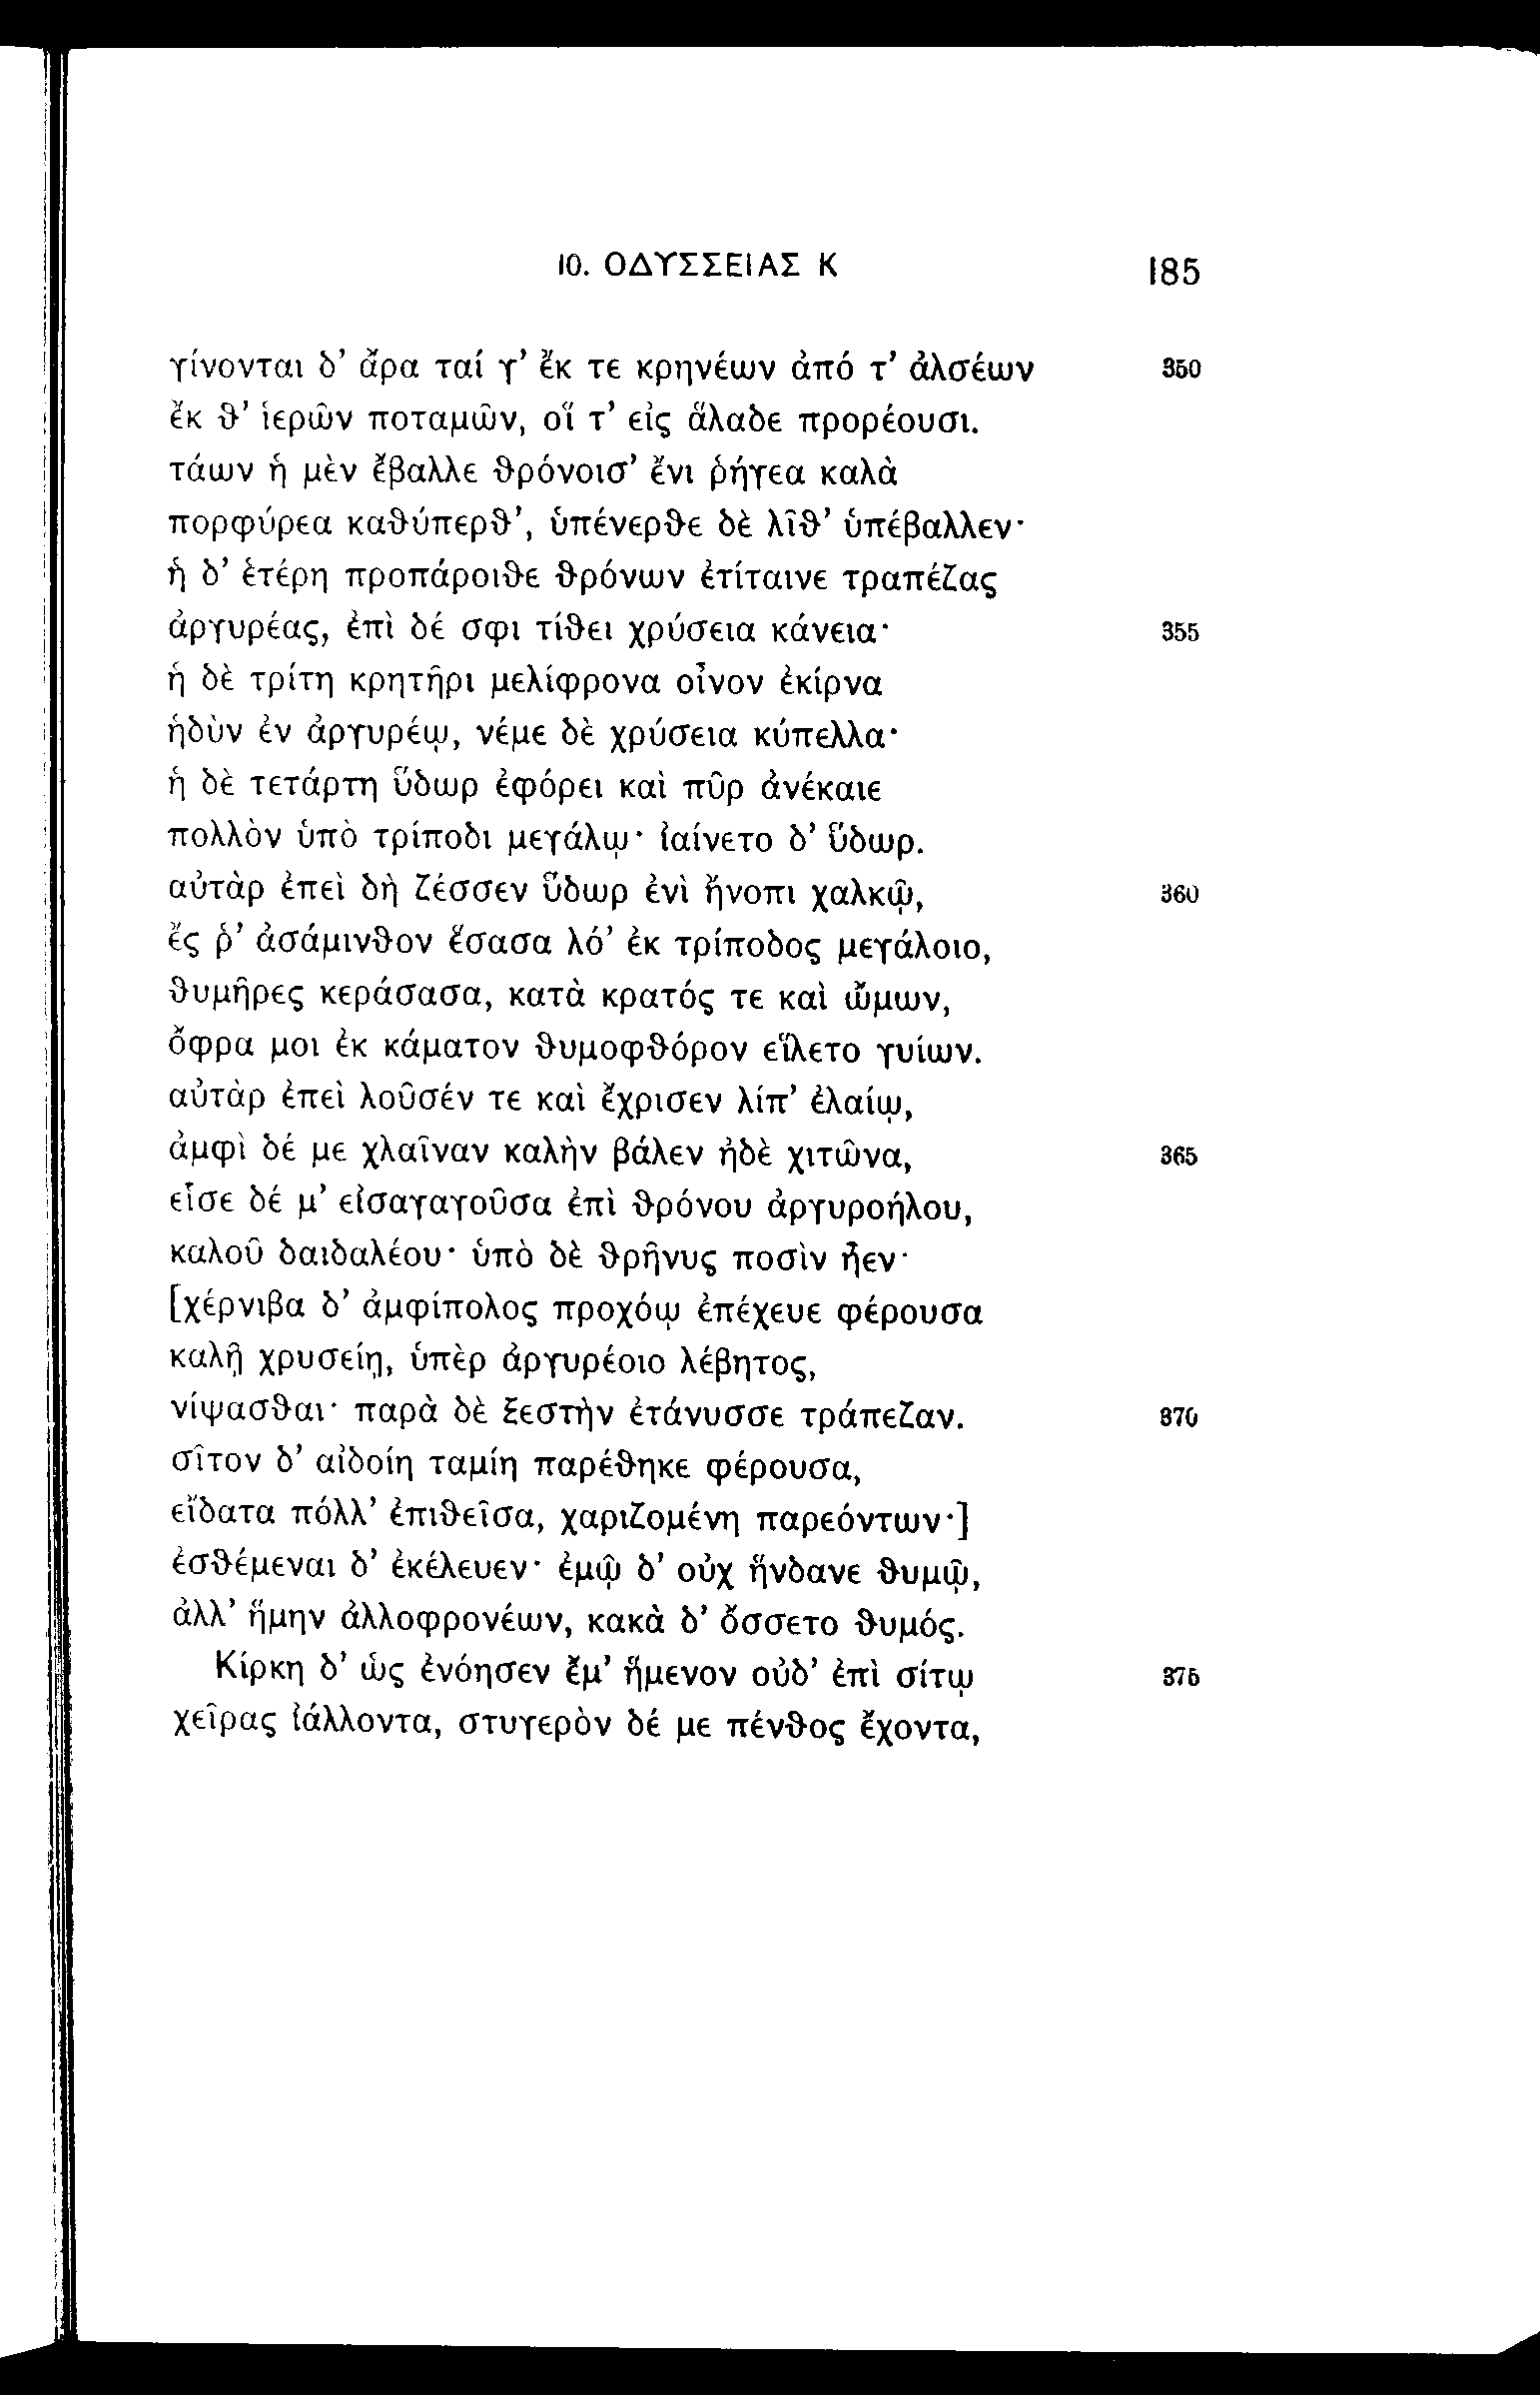 10. ΟΔΥΣΣΕΙΑΣ Κ 185
γίνονται δ’ ἄρα ταί γ’ ἔκ τε κρηνέων ἀπό τ’ ἀλσέων 350
ἔκ ϑ’ ἱερῶν ποταμῶν, οἵ τ’ εἰς ἅλαδε προρέουσι.
τάων ἡ μὲν ἔβαλλε ϑρόνοισ’ ἔνι ῥήγεα καλὰ
πορφύρεα καϑύπερϑ’, ὑπένερϑε δὲ λῖϑ’ ὑπέβαλλεν·
ἡ δ’ ἑτέρη προπάροιϑε ϑρόνων ἐτίταινε τραπέζας
ἀργυρέας, ἐπὶ δέ σφι τίϑει χρύσεια κάνεια· 355
ἡ δὲ τρίτη κρητῆρι μελίφρονα οἶνον ἐκίρνα
ἡδὺν ἐν ἀργυρέῳ, νέμε δὲ χρύσεια κύπελλα·
ἡ δὲ τετάρτη ὕδωρ ἐφόρει καὶ πῦρ ἀνέκαιε
πολλὸν ὑπὸ τρίποδι μεγάλῳ· ἰαίνετο δ’ ὕδωρ.
αὐτὰρ ἐπεὶ δὴ ζέσσεν ὕδωρ ἐνὶ ἤνοπι χαλκῷ, 360
ἔς ῥ’ ἀσάμινϑον ἕσασα λό’ ἐκ τρίποδος μεγάλοιο,
ϑυμῆρες κεράσασα, κατὰ κρατός τε καὶ ὤμων,
ὄφρα μοι ἐκ κάματον ϑυμοφϑόρον εἵλετο γυίων.
αὐτὰρ ἐπεὶ λοῦσέν τε καὶ ἔχρισεν λίπ’ ἐλαίῳ,
ἀμφὶ δέ με χλαῖναν καλὴν βάλεν ἠδὲ χιτῶνα, 365
εἷσε δέ μ’ εἰσαγαγοῦσα ἐπὶ ϑρόνου ἀργυροήλου,
καλοῦ δαιδαλέου· ὑπὸ δὲ ϑρῆνυς ποσὶν ἦεν·
[χέρνιβα δ’ ἀμφίπολος προχόῳ ἐπέχευε φέρουσα
καλῇ χρυσείῃ, ὑπὲρ ἀργυρέοιο λέβητος,
νίψασϑαι· παρὰ δὲ ξεστὴν ἐτάνυσσε τράπεζαν. 370
σῖτον δ’ αἰδοίη ταμίη παρέϑηκε φέρουσα,
εἴδατα πόλλ’ ἐπιϑεῖσα, χαριζομένη παρεόντων·]
ἐσϑέμεναι δ’ ἐκέλευεν· ἐμῷ δ’ οὐχ ἥνδανε ϑυμῷ,
ἀλλ’ ἥμην ἀλλοφρονέων, κακὰ δ’ ὄσσετο ϑυμός.
Κίρκη δ’ ὡς ἐνόησεν ἔμ’ ἥμενον οὐδ’ ἐπὶ σίτῳ 375
χεῖρας ἰάλλοντα, στυγερὸν δέ με πένϑος ἔχοντα,